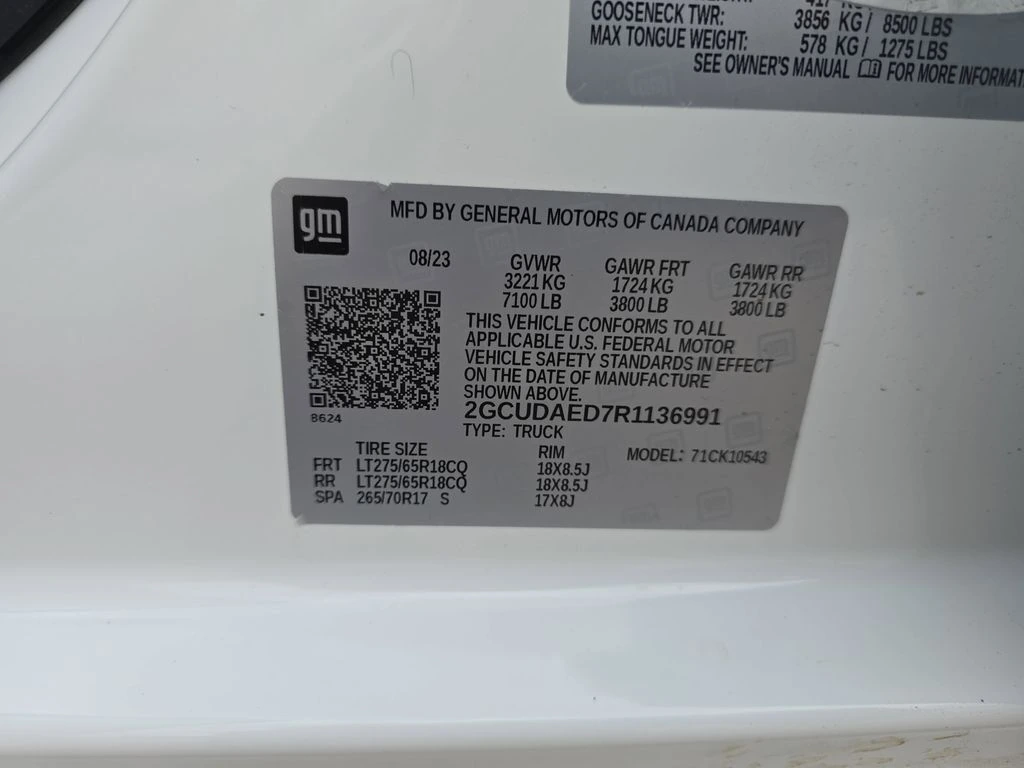 GOOSENECK TWR: 3856 KG / 8500 LBS
MAX TONGUE WEIGHT: 578 KG / 1275 LBS
SEE OWNER'S MANUAL FOR MORE INFORMAT
gm
MFD BY GENERAL MOTORS OF CANADA COMPANY
08/23 GVWR GAWR FRT GAWR RR
3221 KG 1724 KG 1724 KG
7100 LB 3800 LB 3800 LB
THIS VEHICLE CONFORMS TO ALL
APPLICABLE U.S. FEDERAL MOTOR
VEHICLE SAFETY STANDARDS IN EFFECT
ON THE DATE OF MANUFACTURE
SHOWN ABOVE.
2GCUDAED7R1136991
8624
TYPE: TRUCK
TIRE SIZE RIM MODEL: 71CK10543
FRT LT275/65R18CQ 18X8.5J
RR LT275/65R18CQ 18X8.5J
SPA 265/70R17 S 17X8J